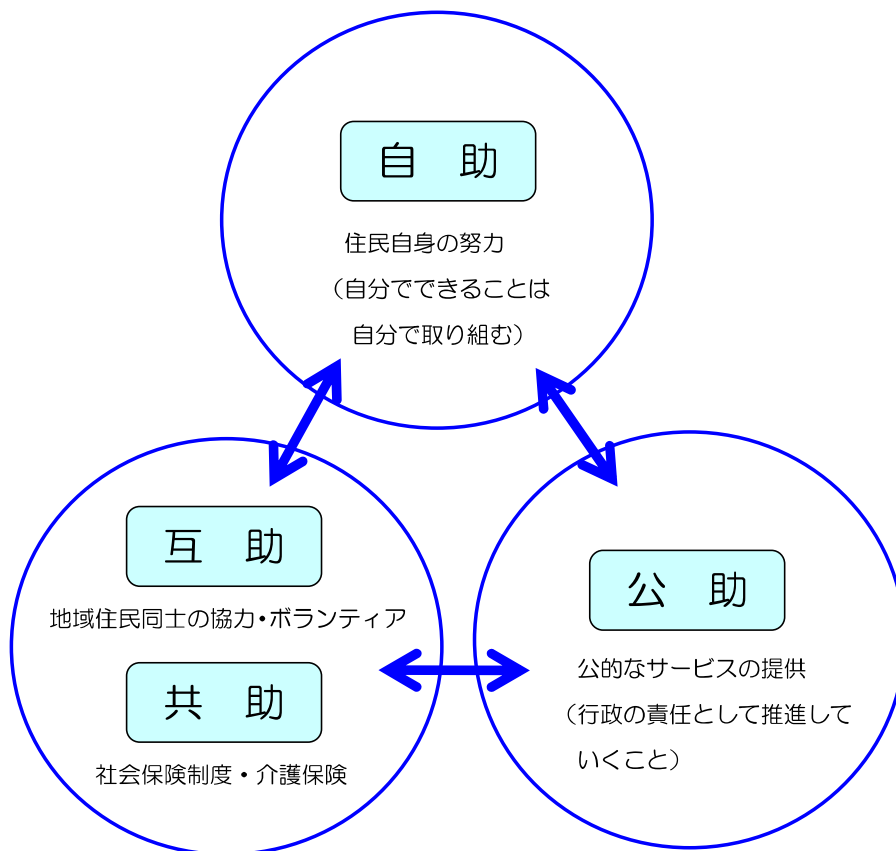 自　助
住民自身の努力
（自分でできることは
自分で取り組む）
互　助
地域住民同士の協力・ボランティア
共　助
社会保険制度・介護保険
公　助
公的なサービスの提供
（行政の責任として推進して
いくこと）